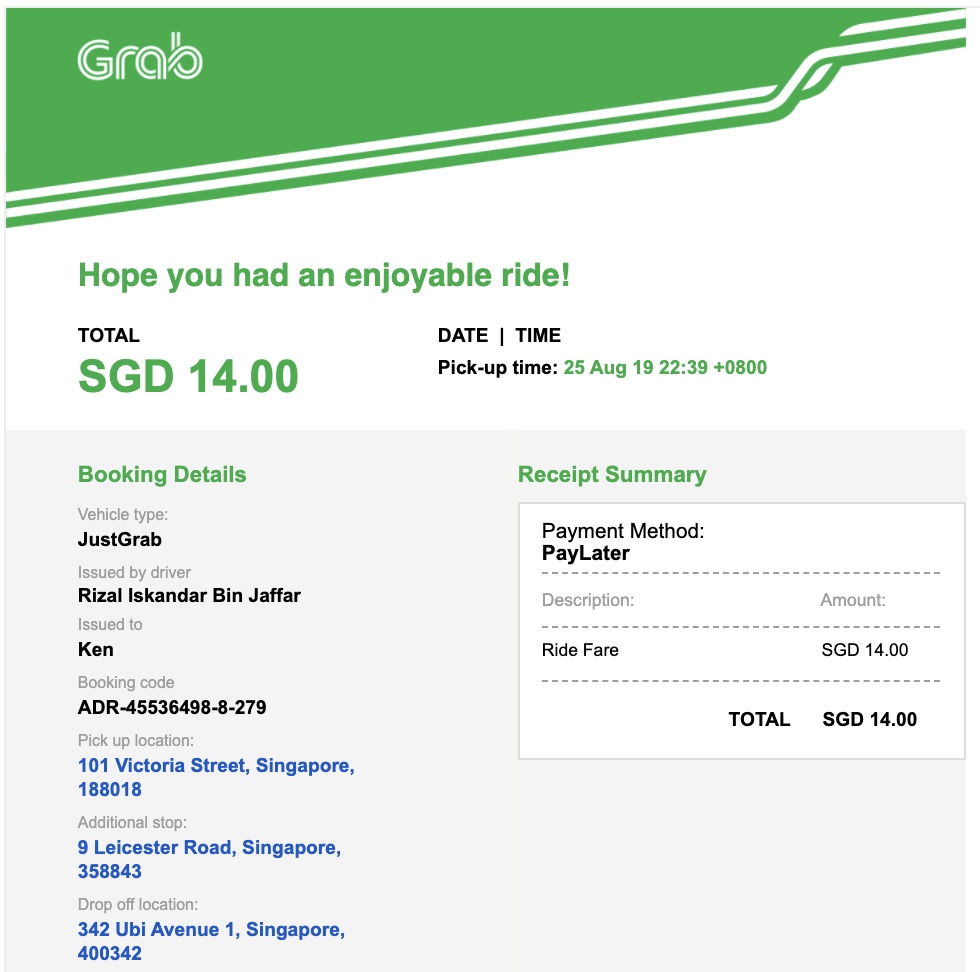 Grab
Hope you had an enjoyable ride!
TOTAL
SGD 14.00
DATE | TIME
Pick-up time: 25 Aug 19 22:39 +0800
Booking Details
Vehicle type:
JustGrab
Issued by driver
Rizal Iskandar Bin Jaffar
Issued to
Ken
Booking code
ADR-45536498-8-279
Pick up location:
101 Victoria Street, Singapore,
188018
Additional stop:
9 Leicester Road, Singapore,
358843
Drop off location:
342 Ubi Avenue 1, Singapore,
400342
Receipt Summary
Payment Method:
PayLater
Description: Amount:
Ride Fare SGD 14.00
TOTAL SGD 14.00